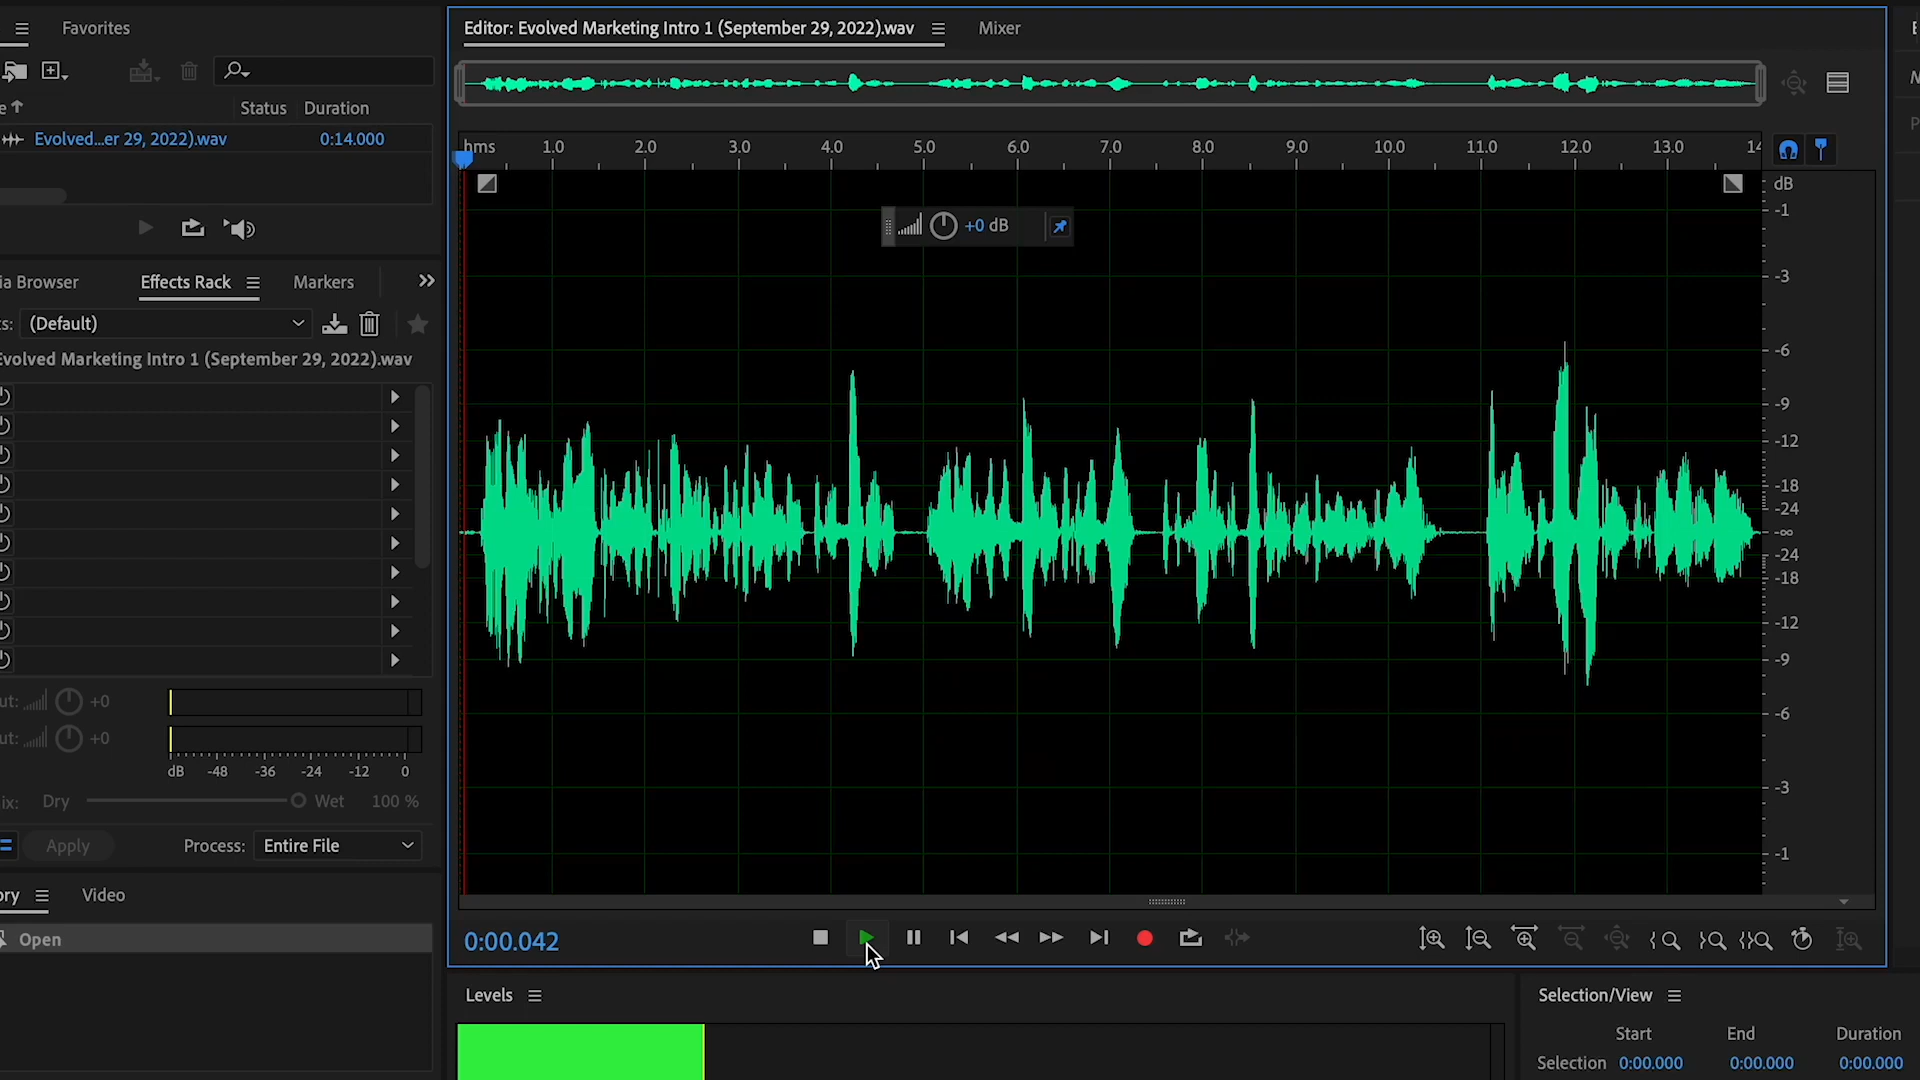 Favorites
Editor: Evolved Marketing Intro 1 (September 29, 2022).wav
Mixer
Status Duration
Evolved...er 29, 2022).wav 0:14.000
hms 1.0 2.0 3.0 4.0 5.0 6.0 7.0 8.0 9.0 10.0 11.0 12.0 13.0 14
dB
-1
-3
-6
-9
-12
-18
-24
-∞
-24
-18
-12
-9
-6
-3
-1
+0 dB
ia Browser Effects Rack Markers
s: (Default)
Evolved Marketing Intro 1 (September 29, 2022).wav
ut: +0
ut: +0
dB -48 -36 -24 -12 0
ix: Dry Wet 100 %
Apply Process: Entire File
ory Video
Open
0:00.042
Levels
Selection/View
Start End Duration
Selection 0:00.000 0:00.000 0:00.000